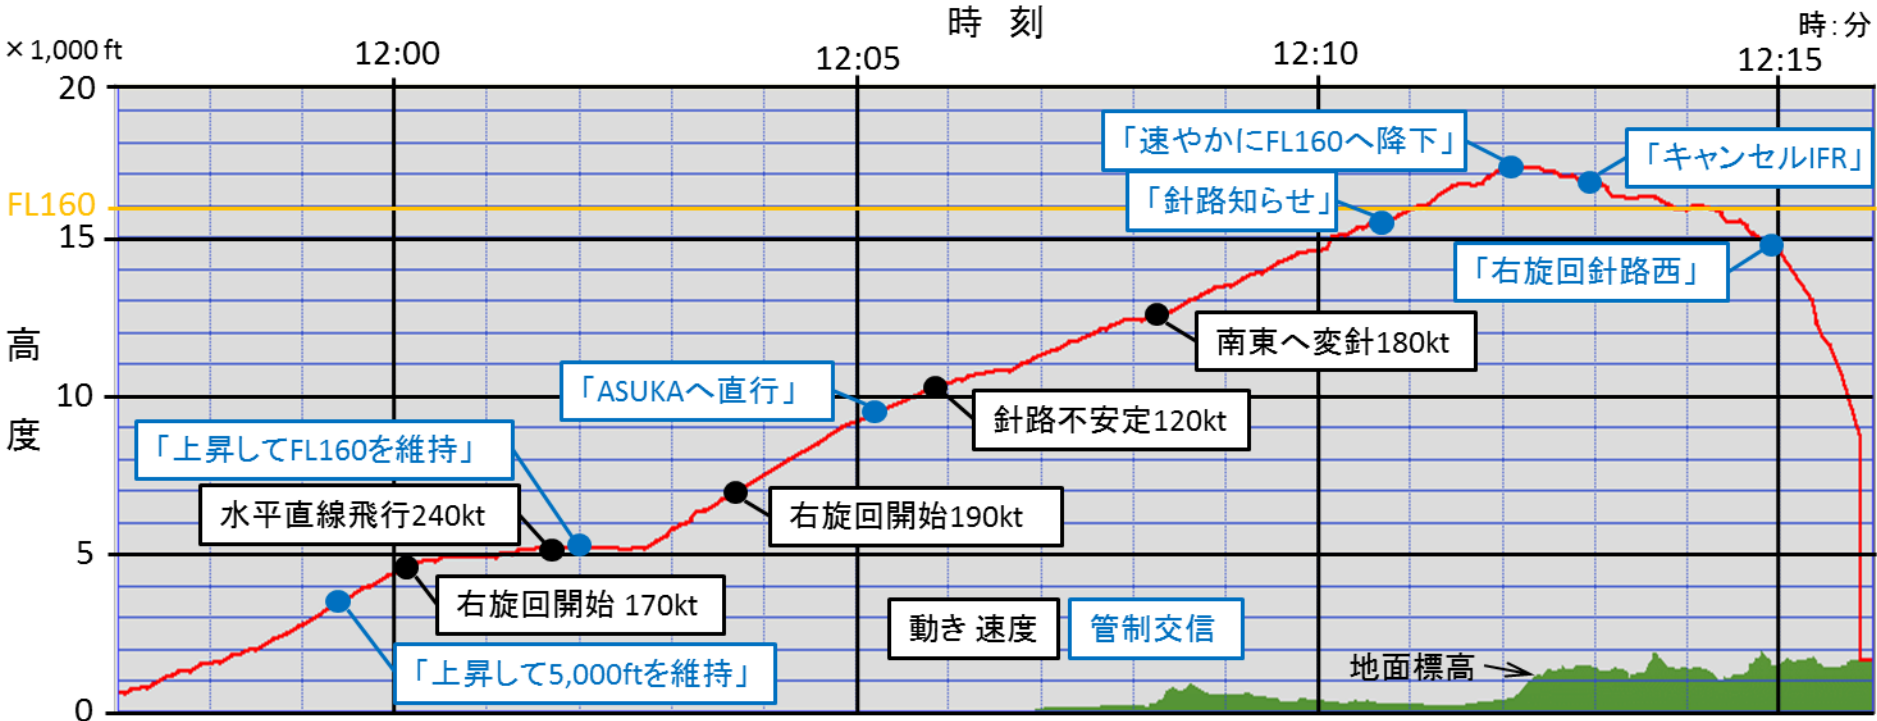 時 刻
時：分
×1,000 ft
12:00
12:05
12:10
12:15
20
「速やかにFL160へ降下」
「キャンセルIFR」
「針路知らせ」
FL160
15
「右旋回針路西」
高度
南東へ変針180kt
「ASUKAへ直行」
10
針路不安定120kt
「上昇してFL160を維持」
水平直線飛行240kt
右旋回開始190kt
5
右旋回開始 170kt
動き 速度
管制交信
「上昇して5,000ftを維持」
地面標高
0